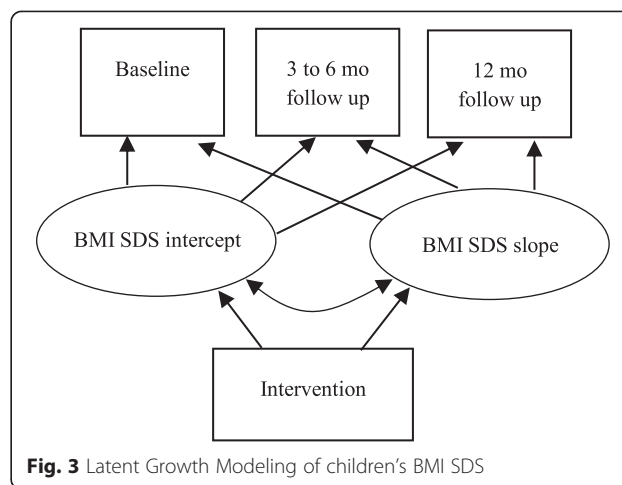 Baseline
3 to 6 mo
follow up
12 mo
follow up
BMI SDS intercept
BMI SDS slope
Intervention
Fig. 3 Latent Growth Modeling of children's BMI SDS